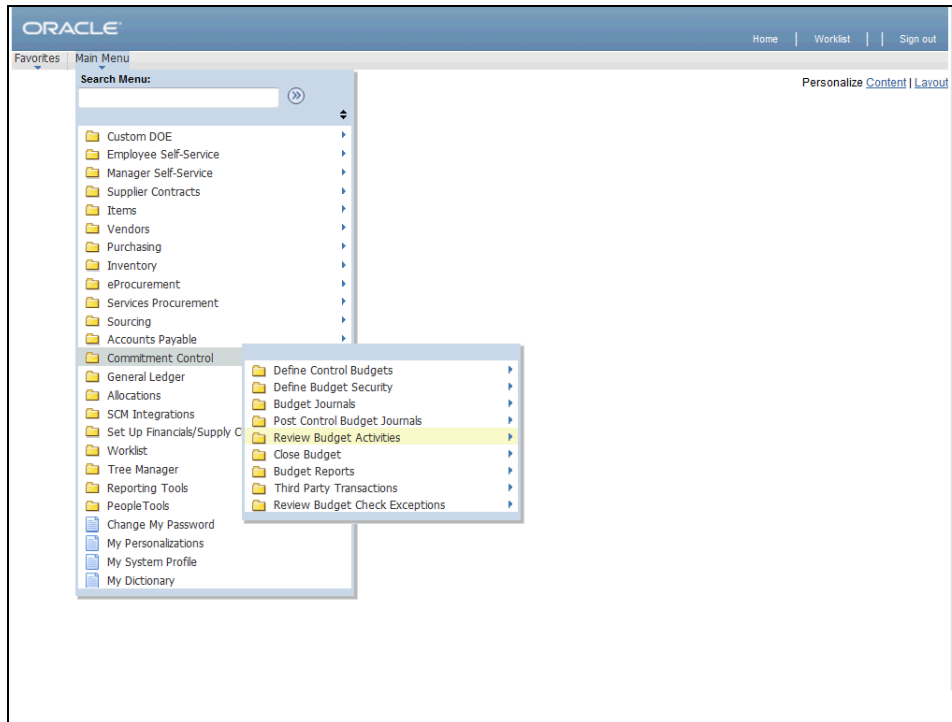 ORACLE
Home | Worklist | | Sign out
Favorites Main Menu
Search Menu:
Personalize Content | Layout
Custom DOE
Employee Self-Service
Manager Self-Service
Supplier Contracts
Items
Vendors
Purchasing
Inventory
eProcurement
Services Procurement
Sourcing
Accounts Payable
Commitment Control
General Ledger
Allocations
SCM Integrations
Set Up Financials/Supply C
Worklist
Tree Manager
Reporting Tools
PeopleTools
Change My Password
My Personalizations
My System Profile
My Dictionary
Define Control Budgets
Define Budget Security
Budget Journals
Post Control Budget Journals
Review Budget Activities
Close Budget
Budget Reports
Third Party Transactions
Review Budget Check Exceptions